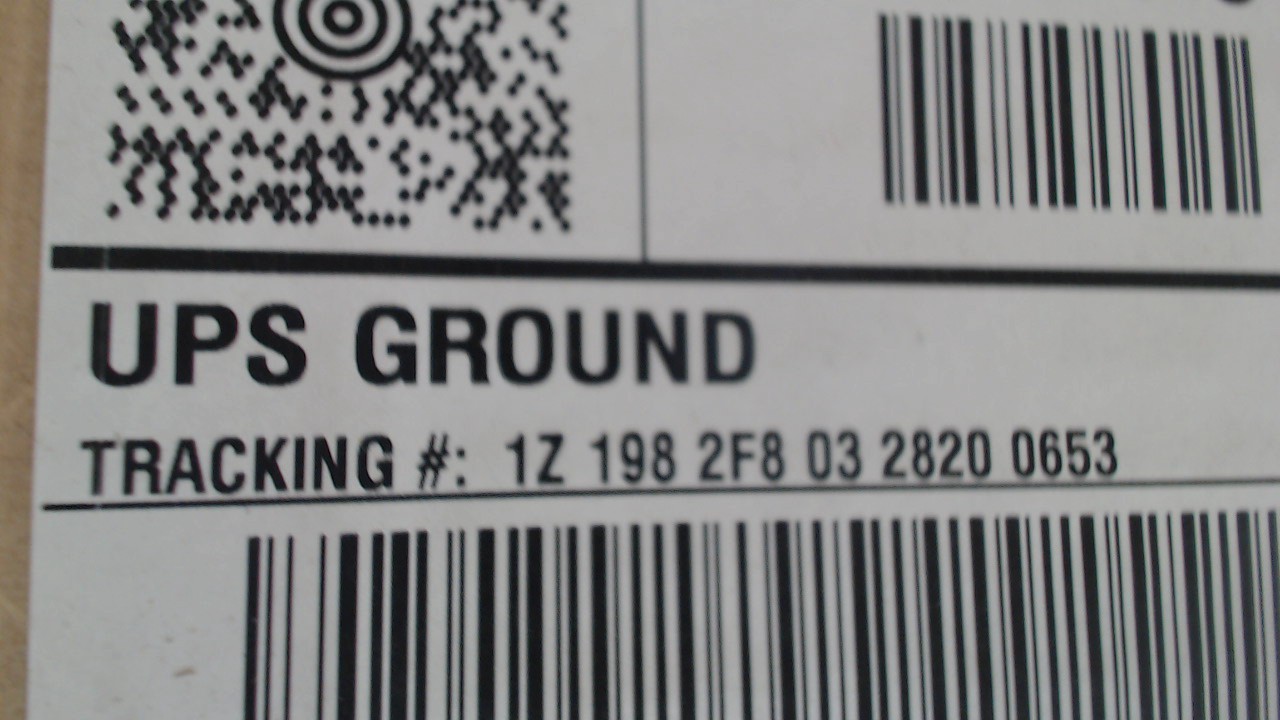 UPS GROUND
TRACKING #: 1Z 198 2F8 03 2820 0653